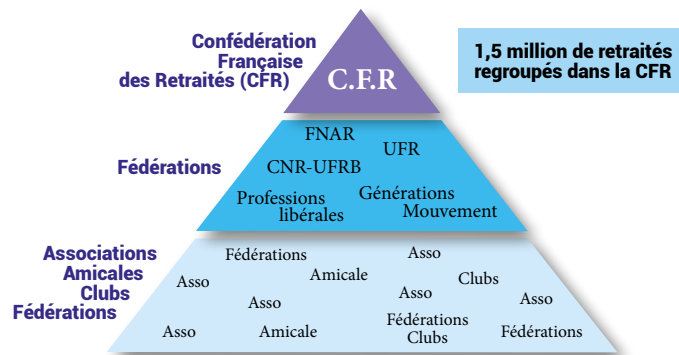 Confédération
Française
des Retraités (CFR)
C.F.R
1,5 million de retraités
regroupés dans la CFR
Fédérations
FNAR
UFR
CNR-UFRB
Professions
libérales
Générations
Mouvement
Associations
Amicales
Clubs
Fédérations
Fédérations
Asso
Asso
Amicale
Clubs
Asso
Asso
Asso
Asso
Amicale
Fédérations
Clubs
Fédérations